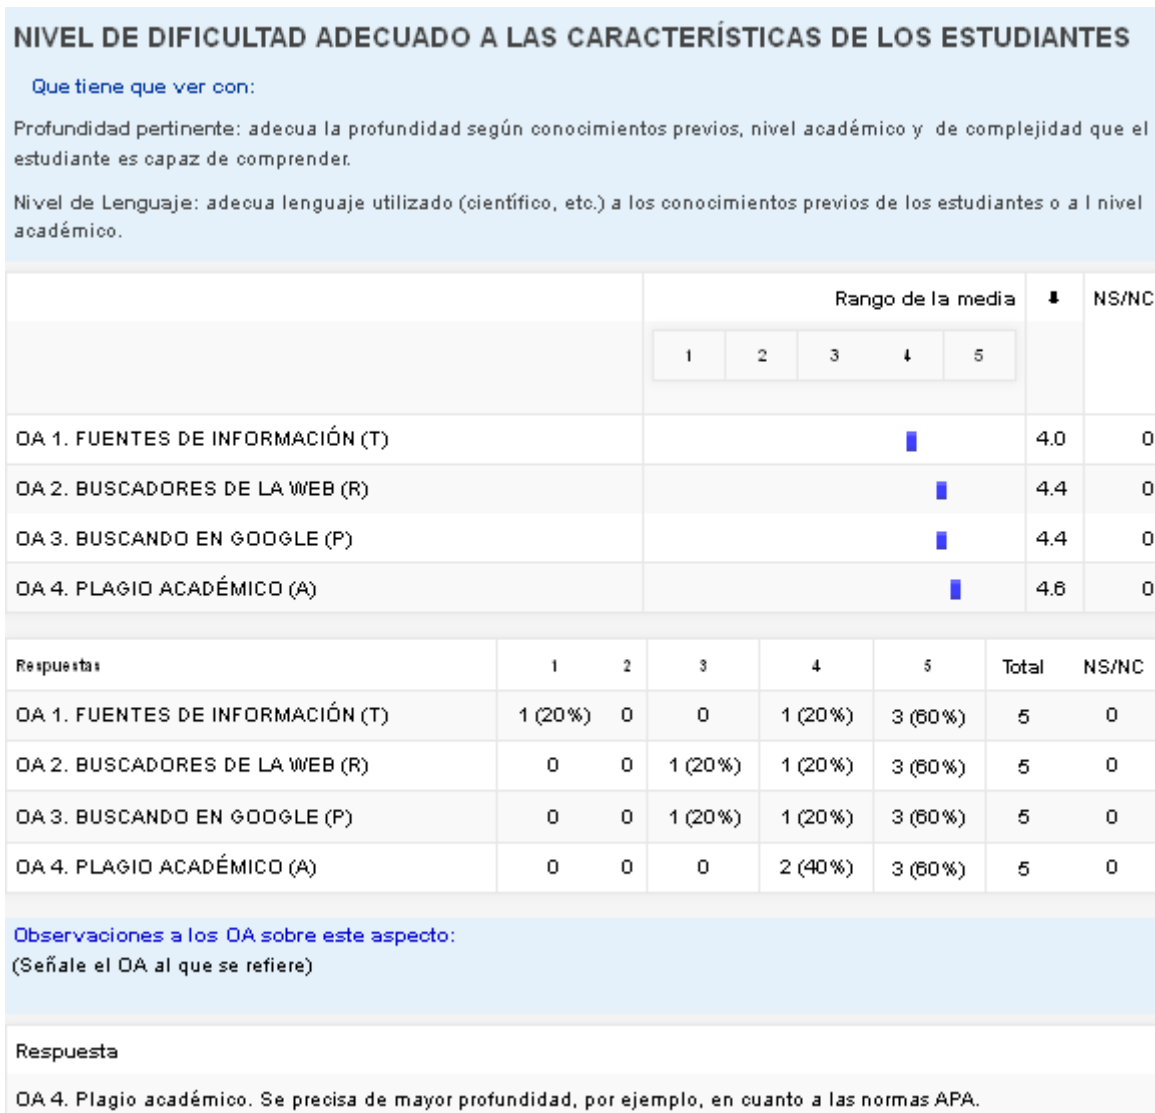 NIVEL DE DIFICULTAD ADECUADO A LAS CARACTERÍSTICAS DE LOS ESTUDIANTES
Que tiene que ver con:
Profundidad pertinente: adecua la profundidad según conocimientos previos, nivel académico y de complejidad que el
estudiante es capaz de comprender.
Nivel de Lenguaje: adecua lenguaje utilizado (científico, etc.) a los conocimientos previos de los estudiantes o a l nivel
académico.
Rango de la media ⬇ NS/NC
1 2 3 4 5
OA 1. FUENTES DE INFORMACIÓN (T) 4.0 0
OA 2. BUSCADORES DE LA WEB (R) 4.4 0
OA 3. BUSCANDO EN GOOGLE (P) 4.4 0
OA 4. PLAGIO ACADÉMICO (A) 4.6 0
Respuestas 1 2 3 4 5 Total NS/NC
OA 1. FUENTES DE INFORMACIÓN (T) 1 (20%) 0 0 1 (20%) 3 (60%) 5 0
OA 2. BUSCADORES DE LA WEB (R) 0 0 1 (20%) 1 (20%) 3 (60%) 5 0
OA 3. BUSCANDO EN GOOGLE (P) 0 0 1 (20%) 1 (20%) 3 (60%) 5 0
OA 4. PLAGIO ACADÉMICO (A) 0 0 0 2 (40%) 3 (60%) 5 0
Observaciones a los OA sobre este aspecto:
(Señale el OA al que se refiere)
Respuesta
OA 4. Plagio académico. Se precisa de mayor profundidad, por ejemplo, en cuanto a las normas APA.